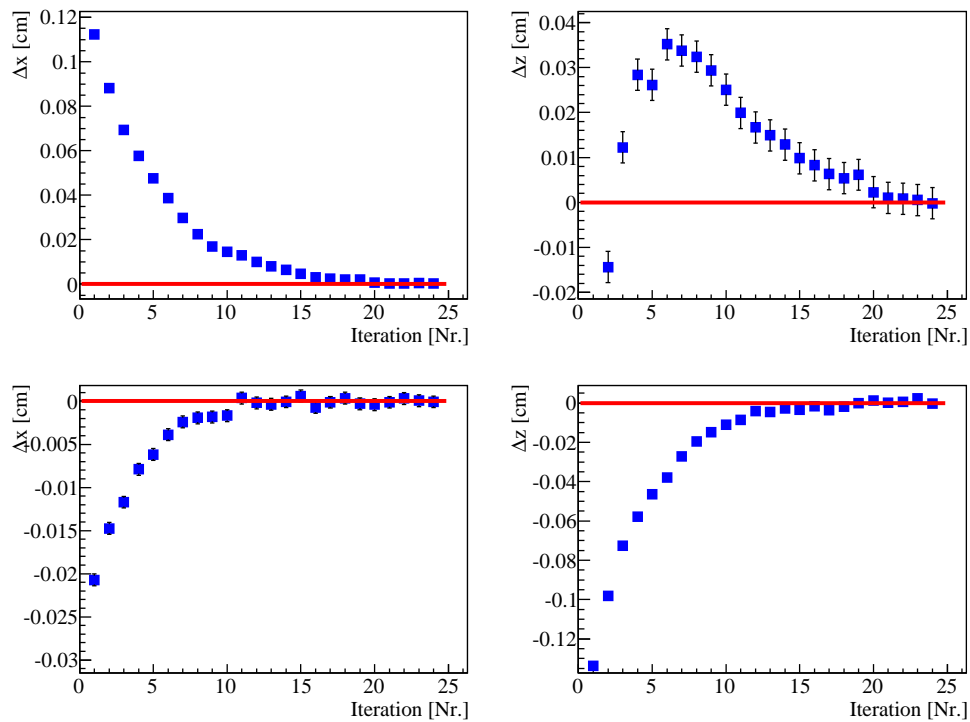 Δx [cm]
0.12
0.1
0.08
0.06
0.04
0.02
0
0 5 10 15 20 25
Iteration [Nr.]
Δz [cm]
0.04
0.03
0.02
0.01
0
-0.01
-0.02
0 5 10 15 20 25
Iteration [Nr.]
Δx [cm]
0
-0.005
-0.01
-0.015
-0.02
-0.025
-0.03
0 5 10 15 20 25
Iteration [Nr.]
Δz [cm]
0
-0.02
-0.04
-0.06
-0.08
-0.1
-0.12
0 5 10 15 20 25
Iteration [Nr.]